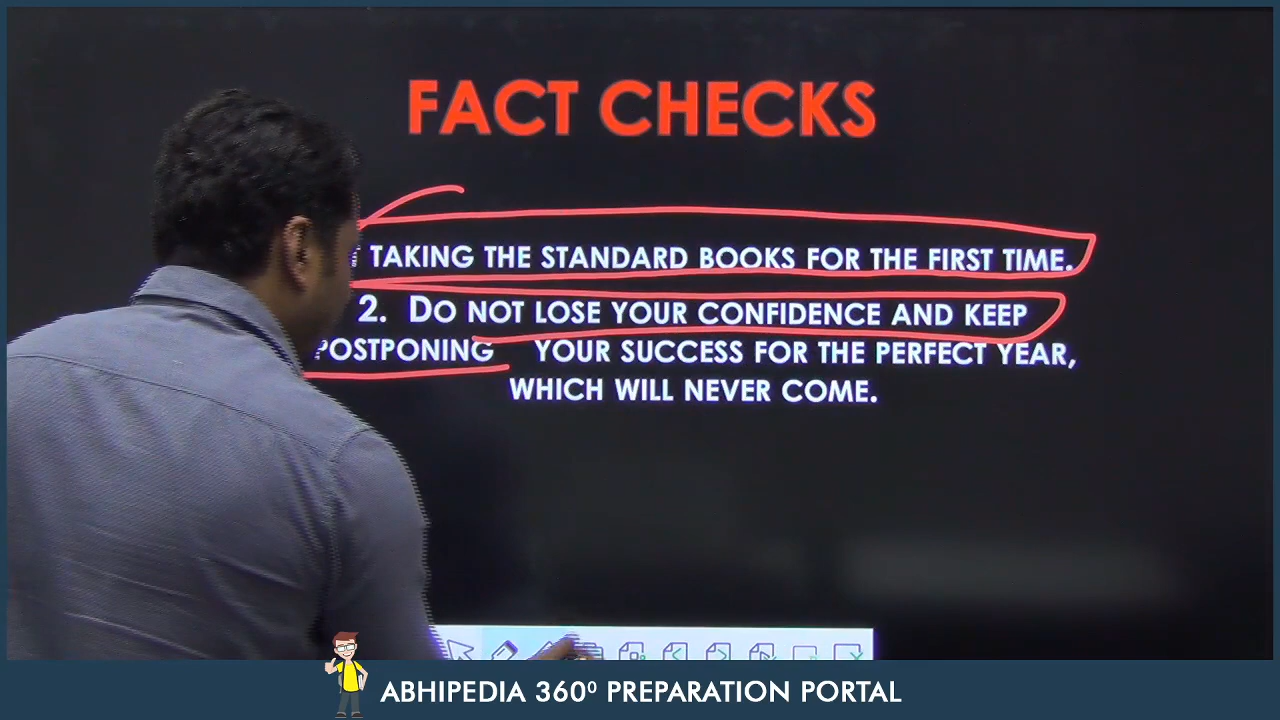 FACT CHECKS
TAKING THE STANDARD BOOKS FOR THE FIRST TIME.
2. DO NOT LOSE YOUR CONFIDENCE AND KEEP
POSTPONING YOUR SUCCESS FOR THE PERFECT YEAR,
WHICH WILL NEVER COME.
ABHIPEDIA 360⁰ PREPARATION PORTAL